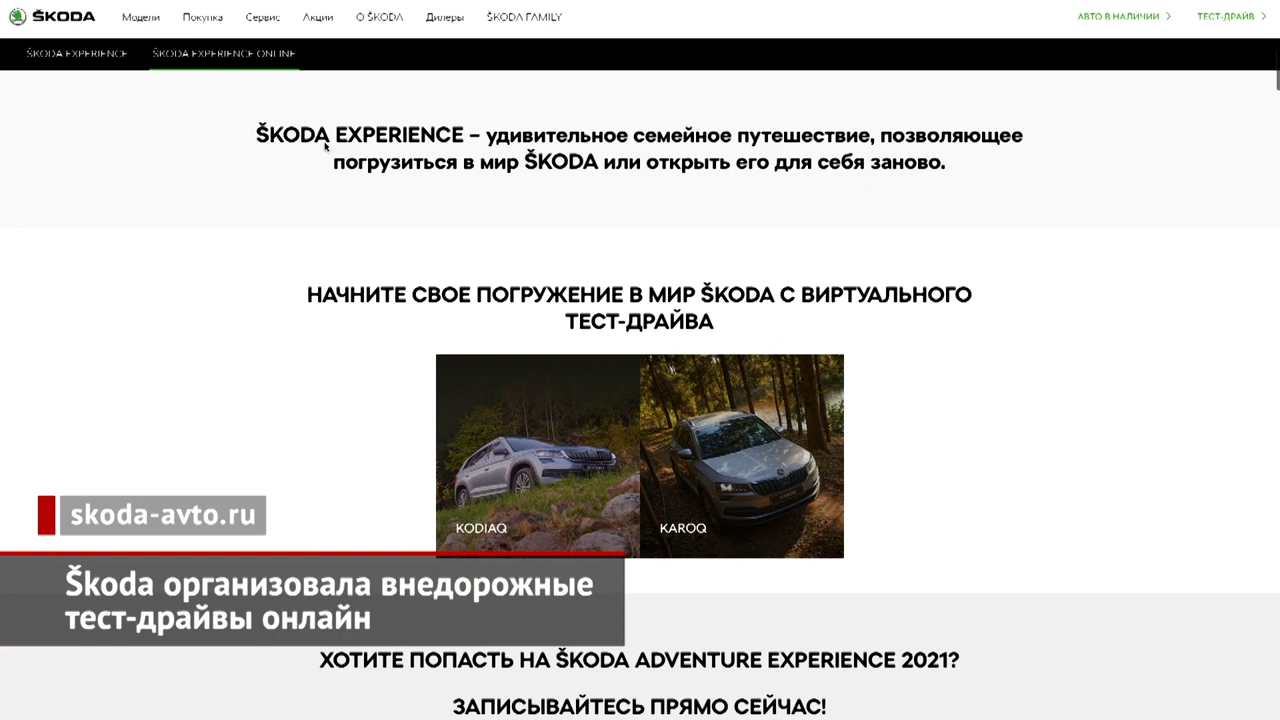 ŠKODA Модели Покупка Сервис Акции О ŠKODA Дилеры ŠKODA FAMILY АВТО В НАЛИЧИИ ТЕСТ-ДРАЙВ
ŠKODA EXPERIENCE ŠKODA EXPERIENCE ONLINE
ŠKODA EXPERIENCE – удивительное семейное путешествие, позволяющее
погрузиться в мир ŠKODA или открыть его для себя заново.
НАЧНИТЕ СВОЕ ПОГРУЖЕНИЕ В МИР ŠKODA С ВИРТУАЛЬНОГО
ТЕСТ-ДРАЙВА
KODIAQ KAROQ
skoda-avto.ru
Škoda организовала внедорожные
тест-драйвы онлайн
ХОТИТЕ ПОПАСТЬ НА ŠKODA ADVENTURE EXPERIENCE 2021?
ЗАПИСЫВАЙТЕСЬ ПРЯМО СЕЙЧАС!